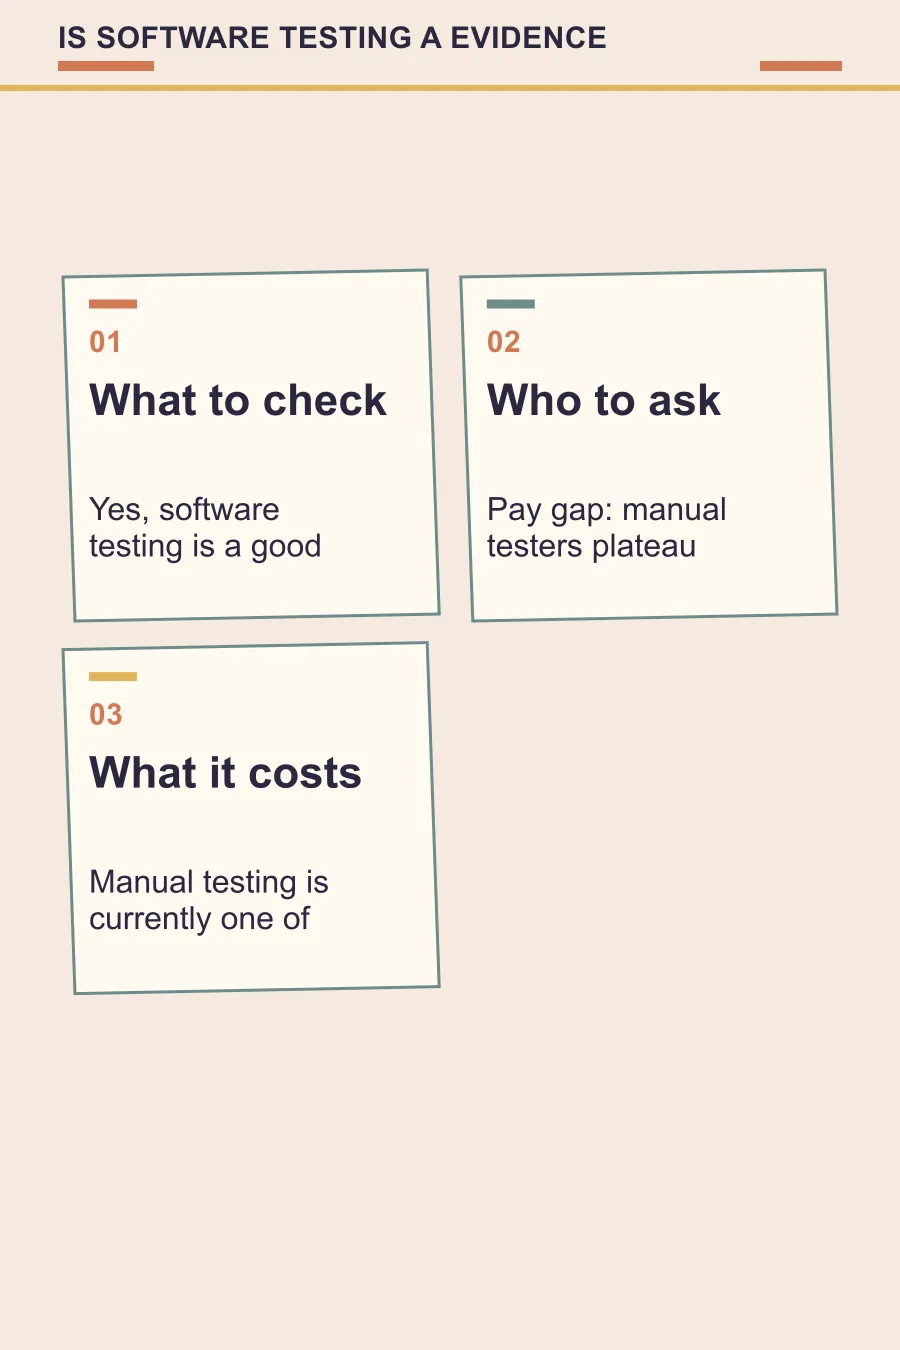 IS SOFTWARE TESTING A EVIDENCE
01
What to check
Yes, software
testing is a good
02
Who to ask
Pay gap: manual
testers plateau
03
What it costs
Manual testing is
currently one of